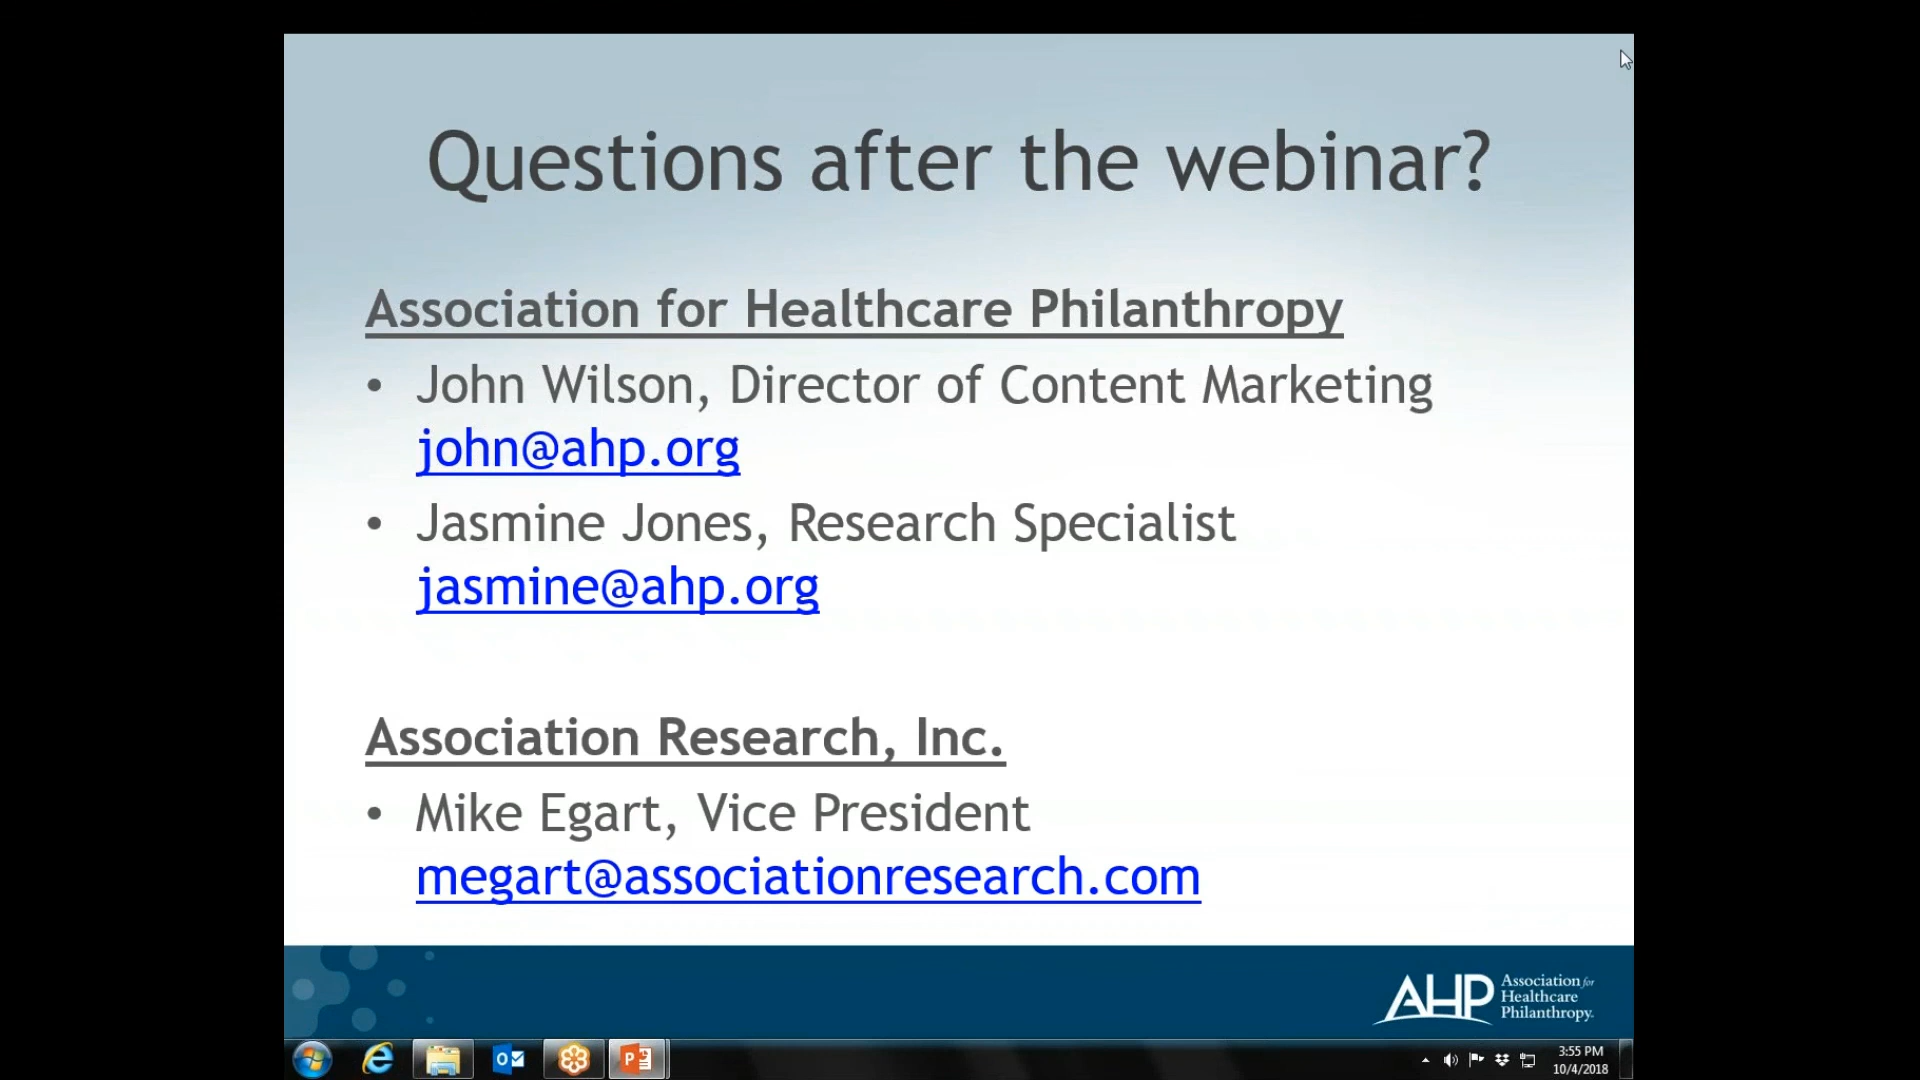 Questions after the webinar?
Association for Healthcare Philanthropy
• John Wilson, Director of Content Marketing
john@ahp.org
• Jasmine Jones, Research Specialist
jasmine@ahp.org
Association Research, Inc.
• Mike Egart, Vice President
megart@associationresearch.com
AHP
Association for
Healthcare
Philanthropy.
3:55 PM
10/4/2018